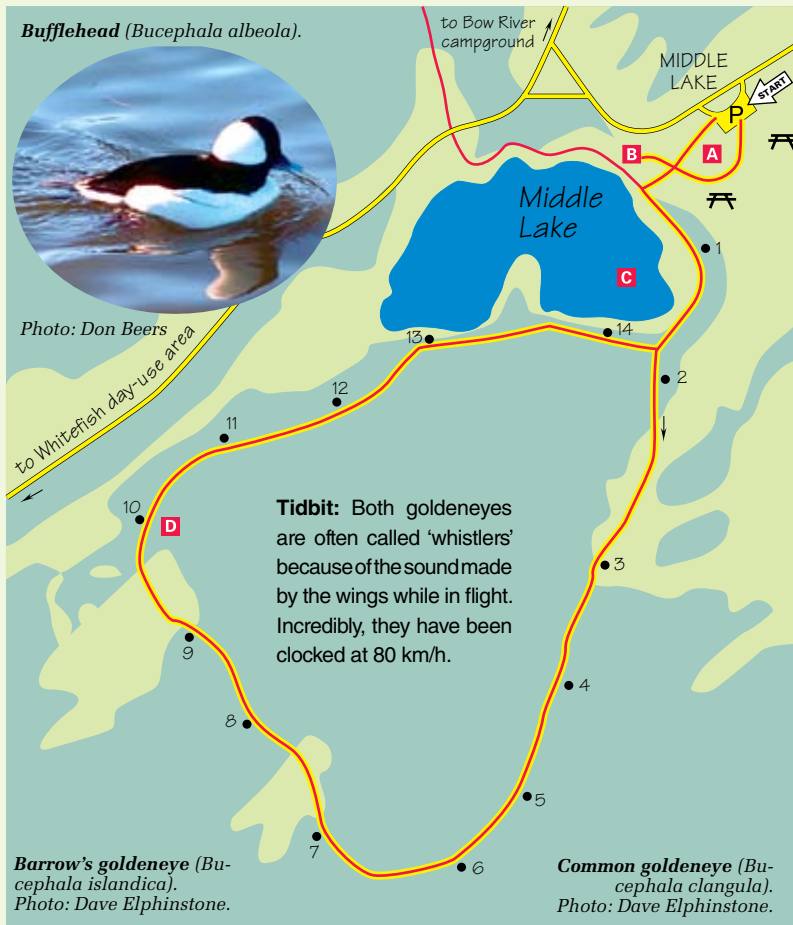 Bufflehead (Bucephala albeola).
to Bow River
campground
MIDDLE
LAKE
START
P
B
A
Middle
Lake
C
1
Photo: Don Beers
to Whitefish day-use area
13
14
2
12
11
10
D
Tidbit: Both goldeneyes
are often called ‘whistlers’
because of the sound made
by the wings while in flight.
Incredibly, they have been
clocked at 80 km/h.
3
9
4
8
5
7
6
Barrow's goldeneye (Bu-
cephala islandica).
Photo: Dave Elphinstone.
Common goldeneye (Bu-
cephala clangula).
Photo: Dave Elphinstone.